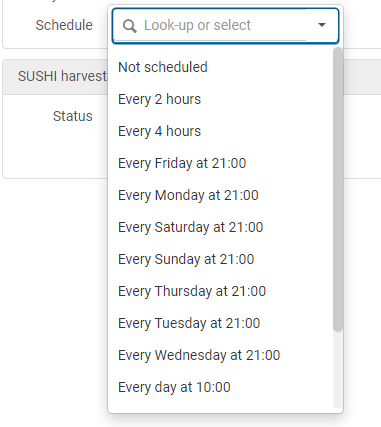 Schedule
Look-up or select
Not scheduled
Every 2 hours
Every 4 hours
Every Friday at 21:00
Every Monday at 21:00
Every Saturday at 21:00
Every Sunday at 21:00
Every Thursday at 21:00
Every Tuesday at 21:00
Every Wednesday at 21:00
Every day at 10:00
SUSHI harvest
Status